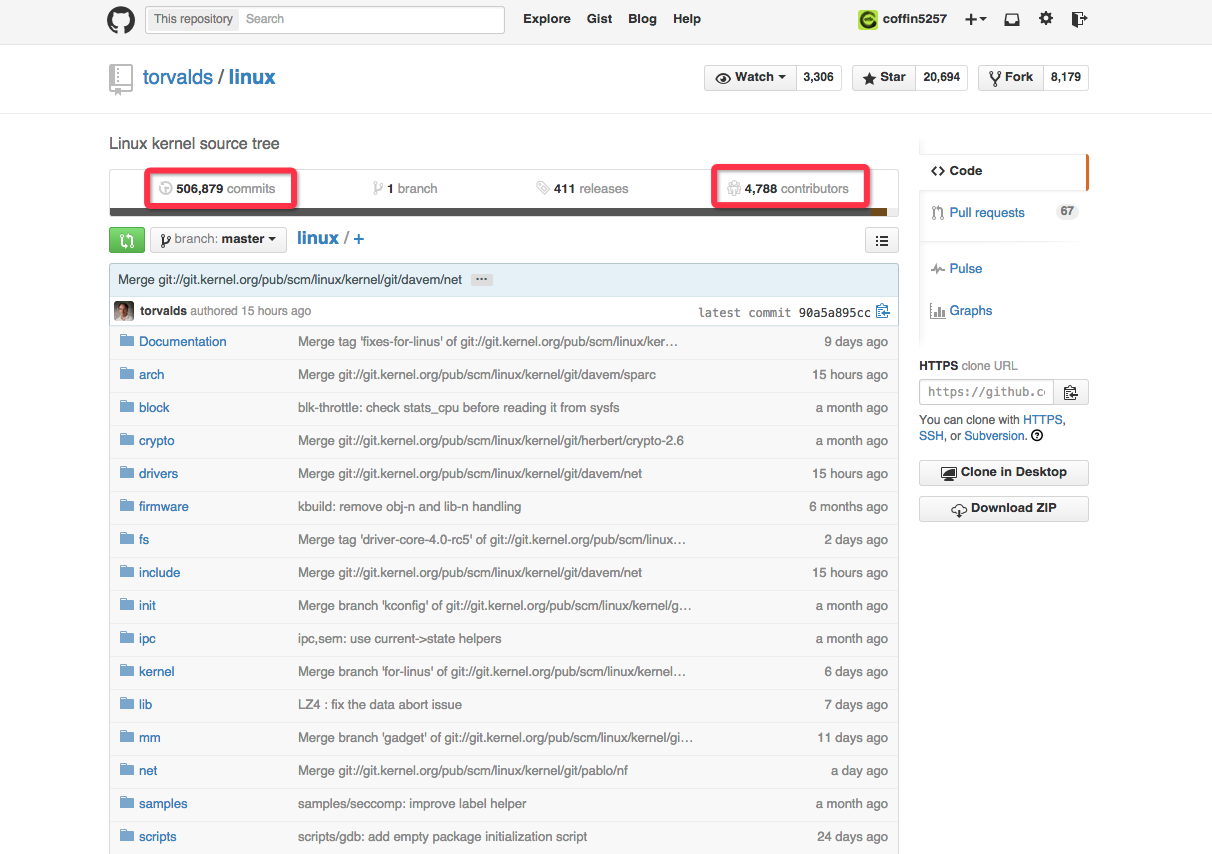 This repository Search Explore Gist Blog Help coffin5257
torvalds / linux Watch 3,306 Star 20,694 Fork 8,179
Linux kernel source tree
506,879 commits 1 branch 411 releases 4,788 contributors
branch: master linux / +
Merge git://git.kernel.org/pub/scm/linux/kernel/git/davem/net ...
torvalds authored 15 hours ago latest commit 90a5a895cc
Documentation Merge tag 'fixes-for-linus' of git://git.kernel.org/pub/scm/linux/ker… 9 days ago
arch Merge git://git.kernel.org/pub/scm/linux/kernel/git/davem/sparc 15 hours ago
block blk-throttle: check stats_cpu before reading it from sysfs a month ago
crypto Merge git://git.kernel.org/pub/scm/linux/kernel/git/herbert/crypto-2.6 a month ago
drivers Merge git://git.kernel.org/pub/scm/linux/kernel/git/davem/net 15 hours ago
firmware kbuild: remove obj-n and lib-n handling 6 months ago
fs Merge tag 'driver-core-4.0-rc5' of git://git.kernel.org/pub/scm/linux… 2 days ago
include Merge git://git.kernel.org/pub/scm/linux/kernel/git/davem/net 15 hours ago
init Merge branch 'kconfig' of git://git.kernel.org/pub/scm/linux/kernel/g… a month ago
ipc ipc,sem: use current->state helpers a month ago
kernel Merge branch 'for-linus' of git://git.kernel.org/pub/scm/linux/kernel… 6 days ago
lib LZ4 : fix the data abort issue 7 days ago
mm Merge branch 'gadget' of git://git.kernel.org/pub/scm/linux/kernel/gi… 11 days ago
net Merge git://git.kernel.org/pub/scm/linux/kernel/git/pablo/nf a day ago
samples samples/seccomp: improve label helper a month ago
scripts scripts/gdb: add empty package initialization script 24 days ago
Code
Pull requests 67
Pulse
Graphs
HTTPS clone URL
https://github.co
You can clone with HTTPS,
SSH, or Subversion.
Clone in Desktop
Download ZIP